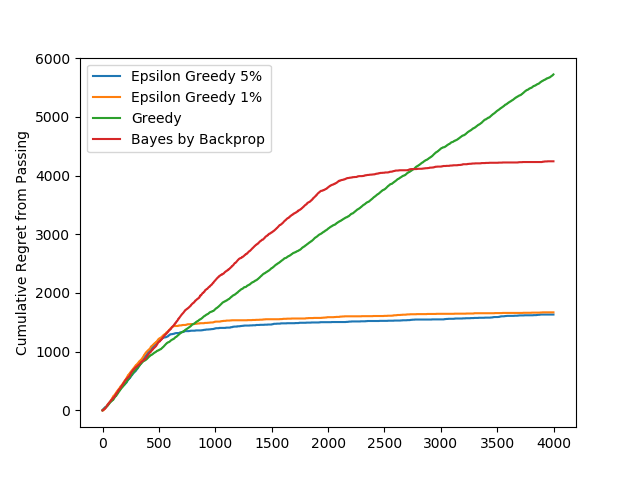 6000
5000
4000
3000
2000
1000
0
Cumulative Regret from Passing
Epsilon Greedy 5%
Epsilon Greedy 1%
Greedy
Bayes by Backprop
0 500 1000 1500 2000 2500 3000 3500 4000